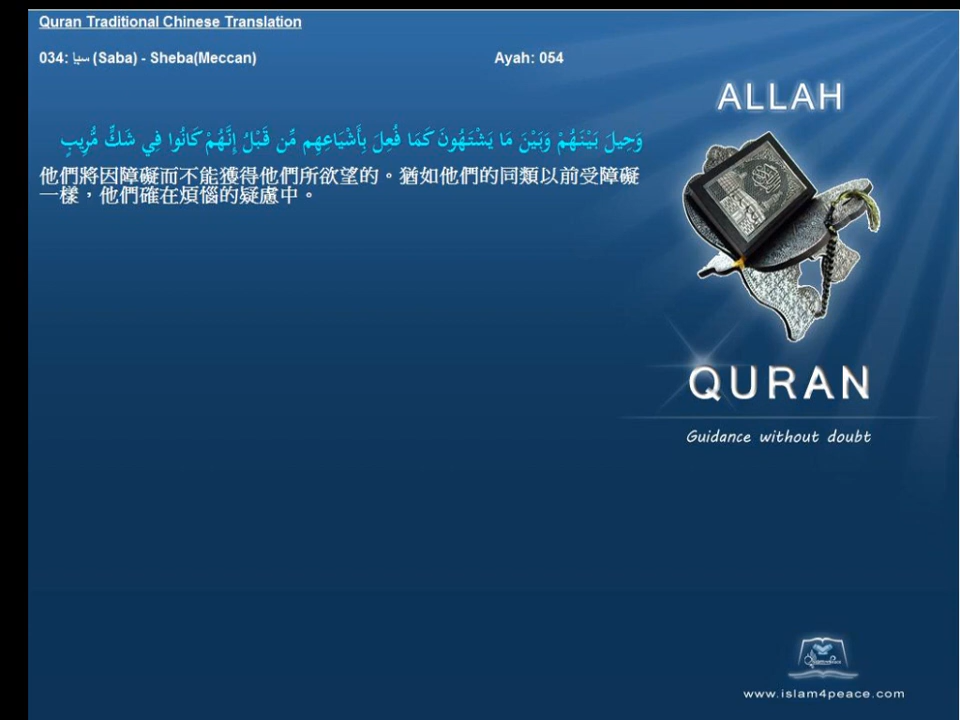 Quran Traditional Chinese Translation
034: سبإ (Saba) - Sheba(Meccan) Ayah: 054
وَحِيلَ بَيْنَهُمْ وَبَيْنَ مَا يَشْتَهُونَ كَمَا فُعِلَ بِأَشْيَاعِهِم مِّن قَبْلُ إِنَّهُمْ كَانُوا فِي شَكٍّ مُّرِيبٍ
他們將因障礙而不能獲得他們所欲望的。猶如他們的同類以前受障礙
一樣，他們確在煩惱的疑慮中。
ALLAH
QURAN
Guidance without doubt
www.islam4peace.com